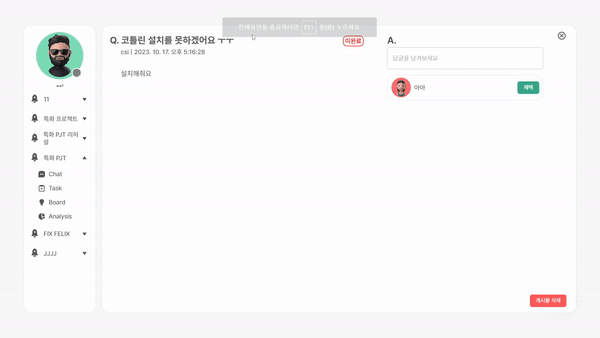 전체화면을 종료하려면 F11 을(를) 누르세요.
Q. 코틀린 설치를 못하겠어요 ㅜㅜ
미완료
csi | 2023. 10. 17. 오후 5:16:28
설치해줘요
A.
답글을 남겨보세요
아아
채택
11
특화 프로젝트
특화 PJT 리허설
특화 PJT
Chat
Task
Board
Analysis
FIX FELIX
JJJJ
게시물 삭제